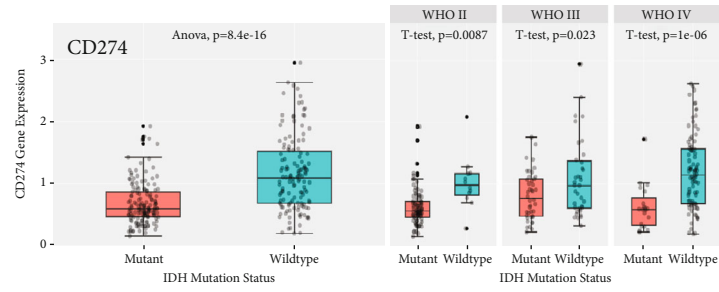 WHO II WHO III WHO IV
CD274
Anova, p=8.4e-16
T-test, p=0.0087
T-test, p=0.023
T-test, p=1e-06
CD274 Gene Expression
3
2
1
0
Mutant Wildtype
Mutant Wildtype
Mutant Wildtype
Mutant Wildtype
IDH Mutation Status
IDH Mutation Status